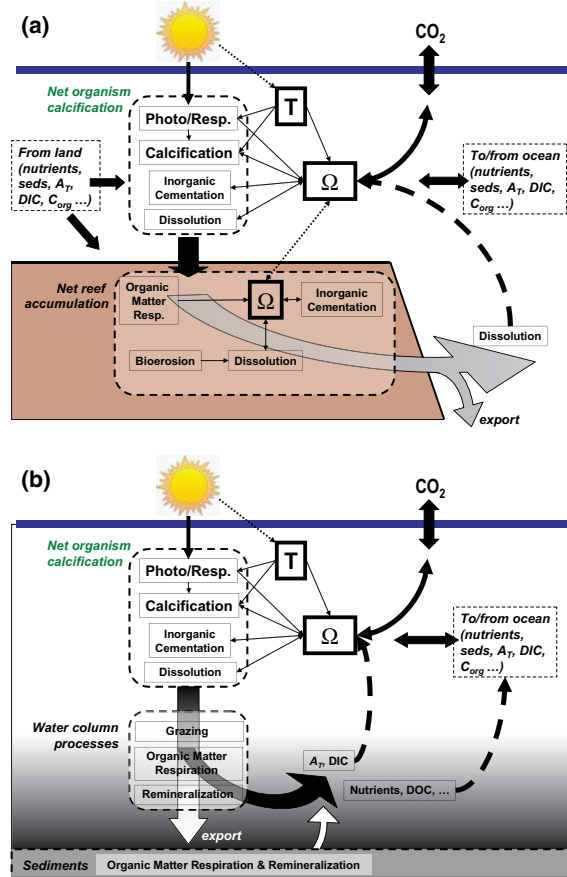 (a)
CO2
Net organism
calcification
T
Photo/Resp.
Calcification
Inorganic
Cementation
Dissolution
Ω
From land
(nutrients,
seds, AT,
DIC,
Corg ...)
To/from ocean
(nutrients,
seds, AT, DIC,
Corg ...)
Net reef
accumulation
Organic
Matter
Resp.
Ω
Inorganic
Cementation
Bioerosion
Dissolution
Dissolution
export
(b)
CO2
Net organism
calcification
T
Photo/Resp.
Calcification
Inorganic
Cementation
Dissolution
Ω
To/from ocean
(nutrients,
seds, AT, DIC,
Corg ...)
Water column
processes
Grazing
Organic Matter
Respiration
Remineralization
AT, DIC
Nutrients, DOC, ...
export
Sediments
Organic Matter Respiration & Remineralization